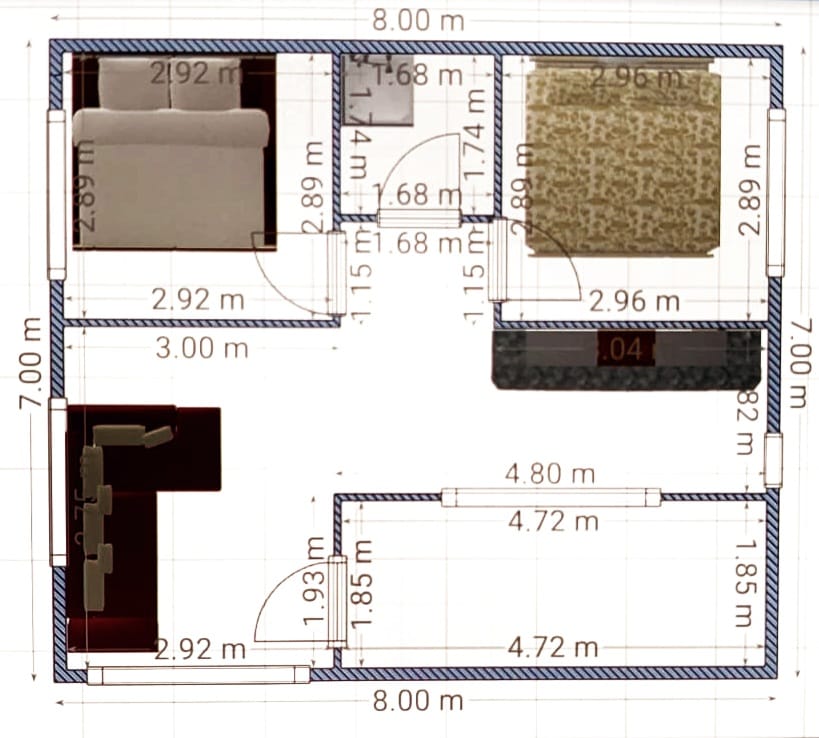 8.00 m
2.92 m
1.68 m
2.96 m
2.89 m
2.89 m
1.74 m
1.74 m
2.89 m
2.89 m
1.68 m
1.68 m
1.15 m
1.15 m
2.92 m
2.96 m
3.00 m
.04
7.00 m
7.00 m
82 m
4.80 m
4.72 m
1.93 m
1.85 m
1.85 m
2.92 m
4.72 m
8.00 m